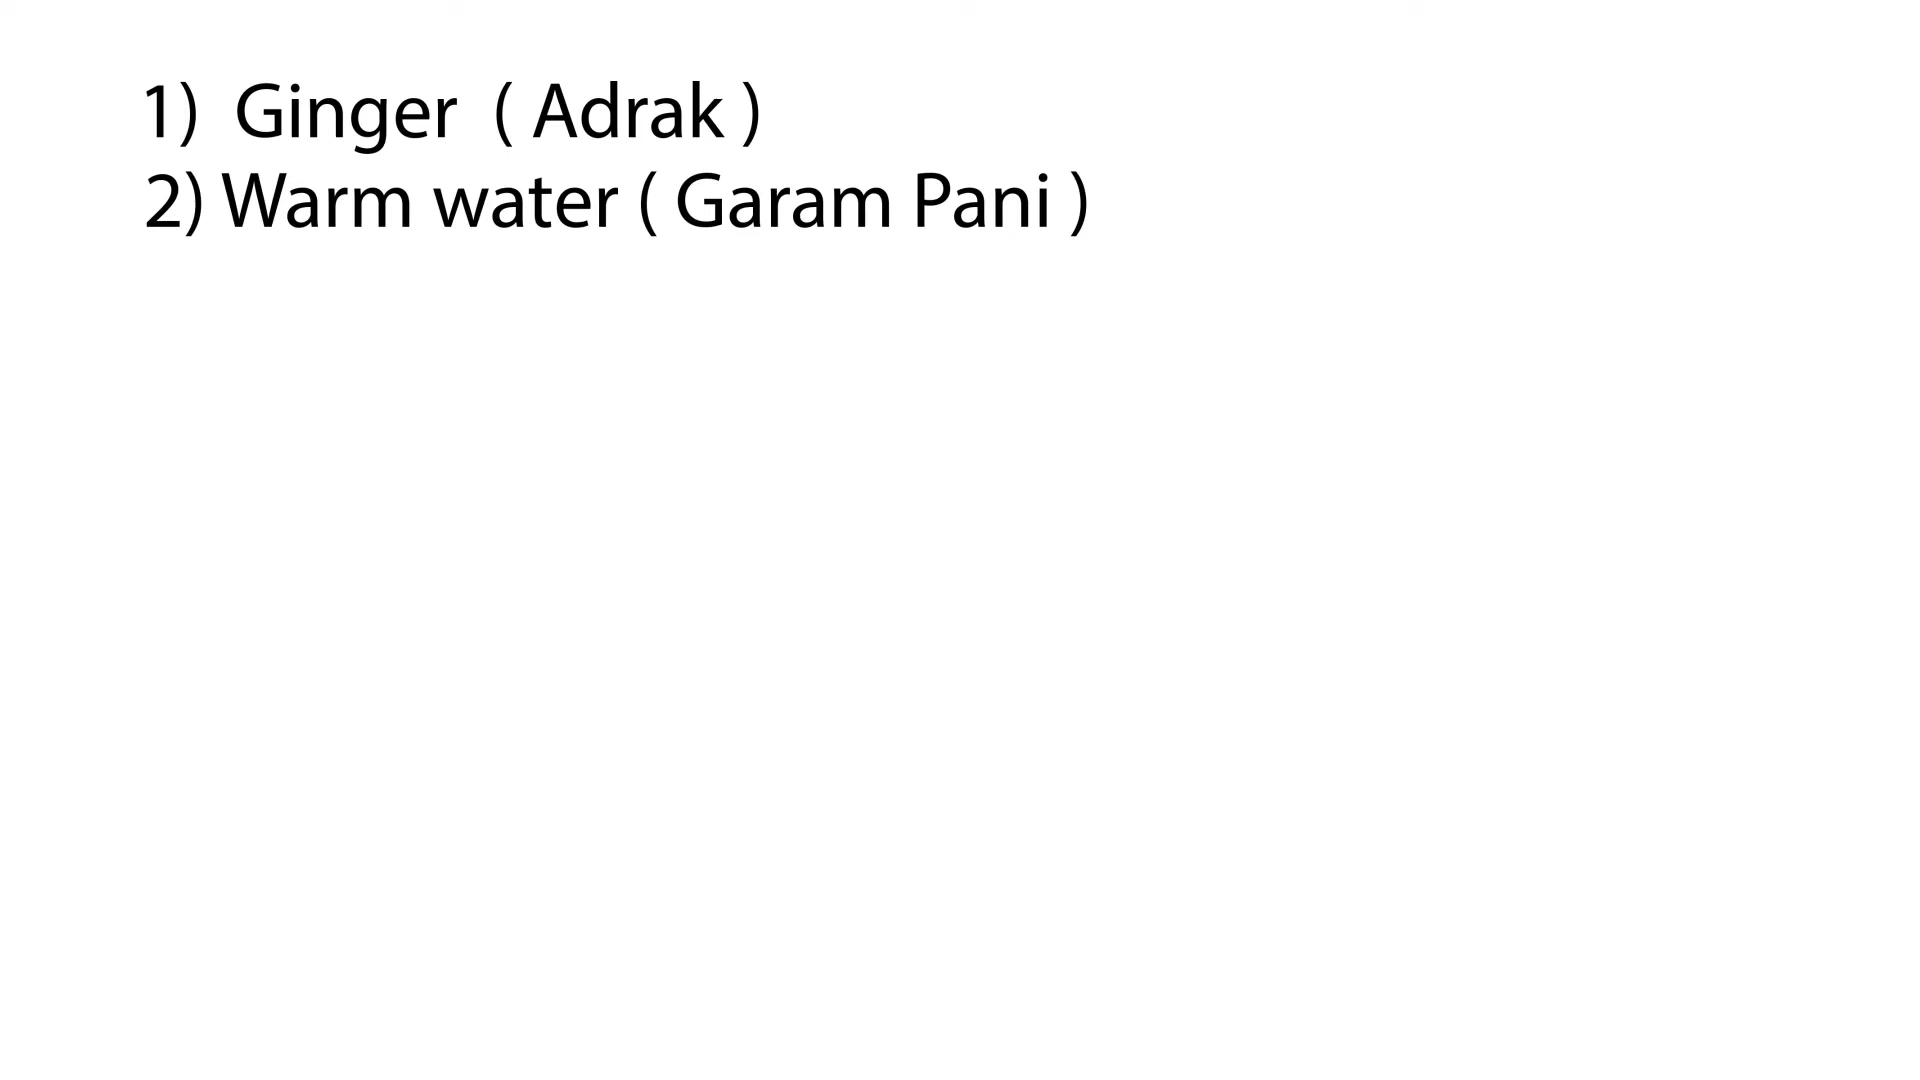 1)  Ginger  ( Adrak )
2) Warm water ( Garam Pani )